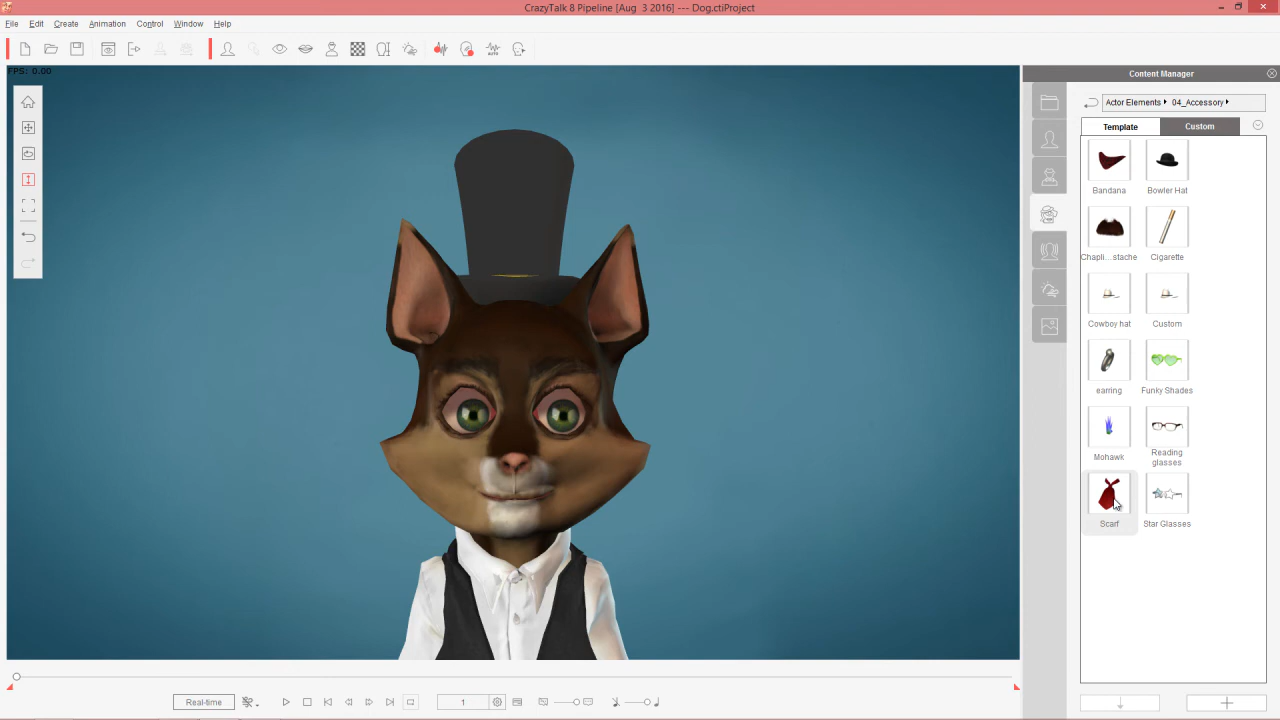 CrazyTalk 8 Pipeline [Aug 3 2016] --- Dog.ctiProject
File Edit Create Animation Control Window Help
FPS: 0.00
Content Manager
Actor Elements 04_Accessory
Template Custom
Bandana Bowler Hat
Chapli...stache Cigarette
Cowboy hat Custom
earring Funky Shades
Mohawk Reading glasses
Scarf Star Glasses
AUTO
Real-time 1